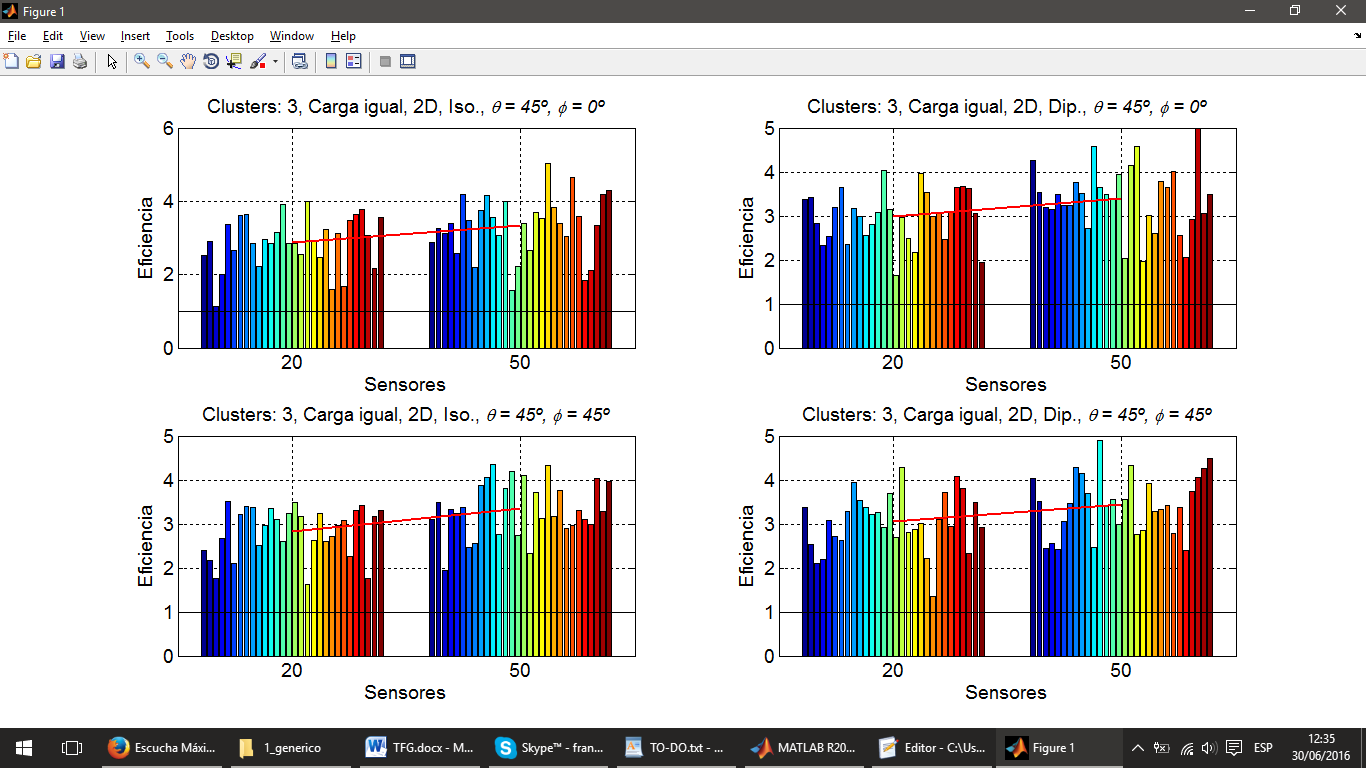 Figure 1
File Edit View Insert Tools Desktop Window Help
Clusters: 3, Carga igual, 2D, Iso., θ = 45º, ϕ = 0º
Eficiencia
6
4
2
0
20 50
Sensores
Clusters: 3, Carga igual, 2D, Dip., θ = 45º, ϕ = 0º
Eficiencia
5
4
3
2
1
0
20 50
Sensores
Clusters: 3, Carga igual, 2D, Iso., θ = 45º, ϕ = 45º
Eficiencia
5
4
3
2
1
0
20 50
Sensores
Clusters: 3, Carga igual, 2D, Dip., θ = 45º, ϕ = 45º
Eficiencia
5
4
3
2
1
0
20 50
Sensores
Escucha Máxi... 1_generico TFG.docx - M... Skype™ - fran... TO-DO.txt - ... MATLAB R20... Editor - C:\Us... Figure 1 ESP 12:35
30/06/2016